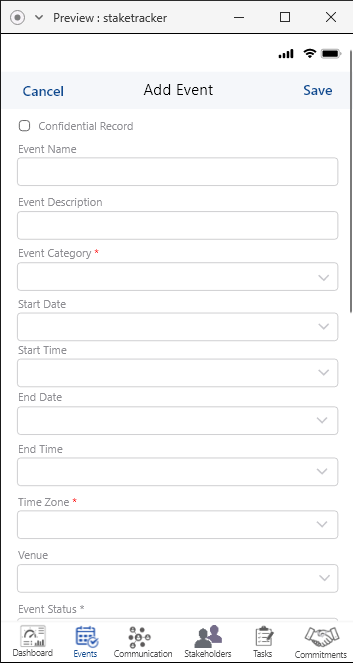 Preview : staketracker
Cancel Add Event Save
Confidential Record
Event Name
Event Description
Event Category *
Start Date
Start Time
End Date
End Time
Time Zone *
Venue
Event Status *
Dashboard Events Communication Stakeholders Tasks Commitments